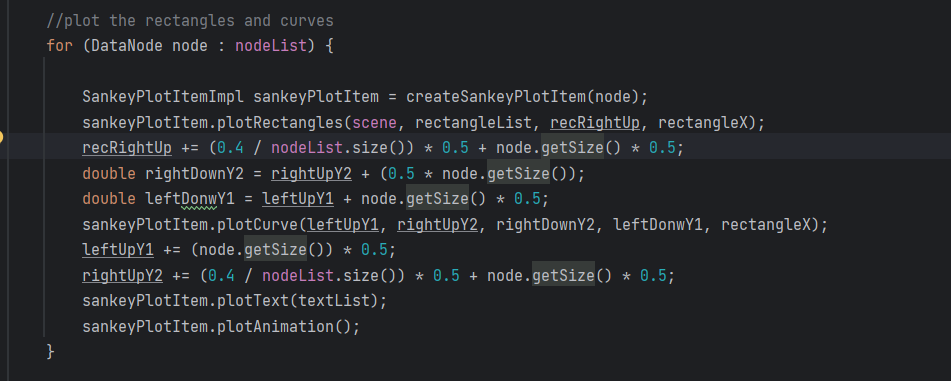 //plot the rectangles and curves
for (DataNode node : nodeList) {
SankeyPlotItemImpl sankeyPlotItem = createSankeyPlotItem(node);
sankeyPlotItem.plotRectangles(scene, rectangleList, recRightUp, rectangleX);
recRightUp += (0.4 / nodeList.size()) * 0.5 + node.getSize() * 0.5;
double rightDownY2 = rightUpY2 + (0.5 * node.getSize());
double leftDonwY1 = leftUpY1 + node.getSize() * 0.5;
sankeyPlotItem.plotCurve(leftUpY1, rightUpY2, rightDownY2, leftDonwY1, rectangleX);
leftUpY1 += (node.getSize()) * 0.5;
rightUpY2 += (0.4 / nodeList.size()) * 0.5 + node.getSize() * 0.5;
sankeyPlotItem.plotText(textList);
sankeyPlotItem.plotAnimation();
}